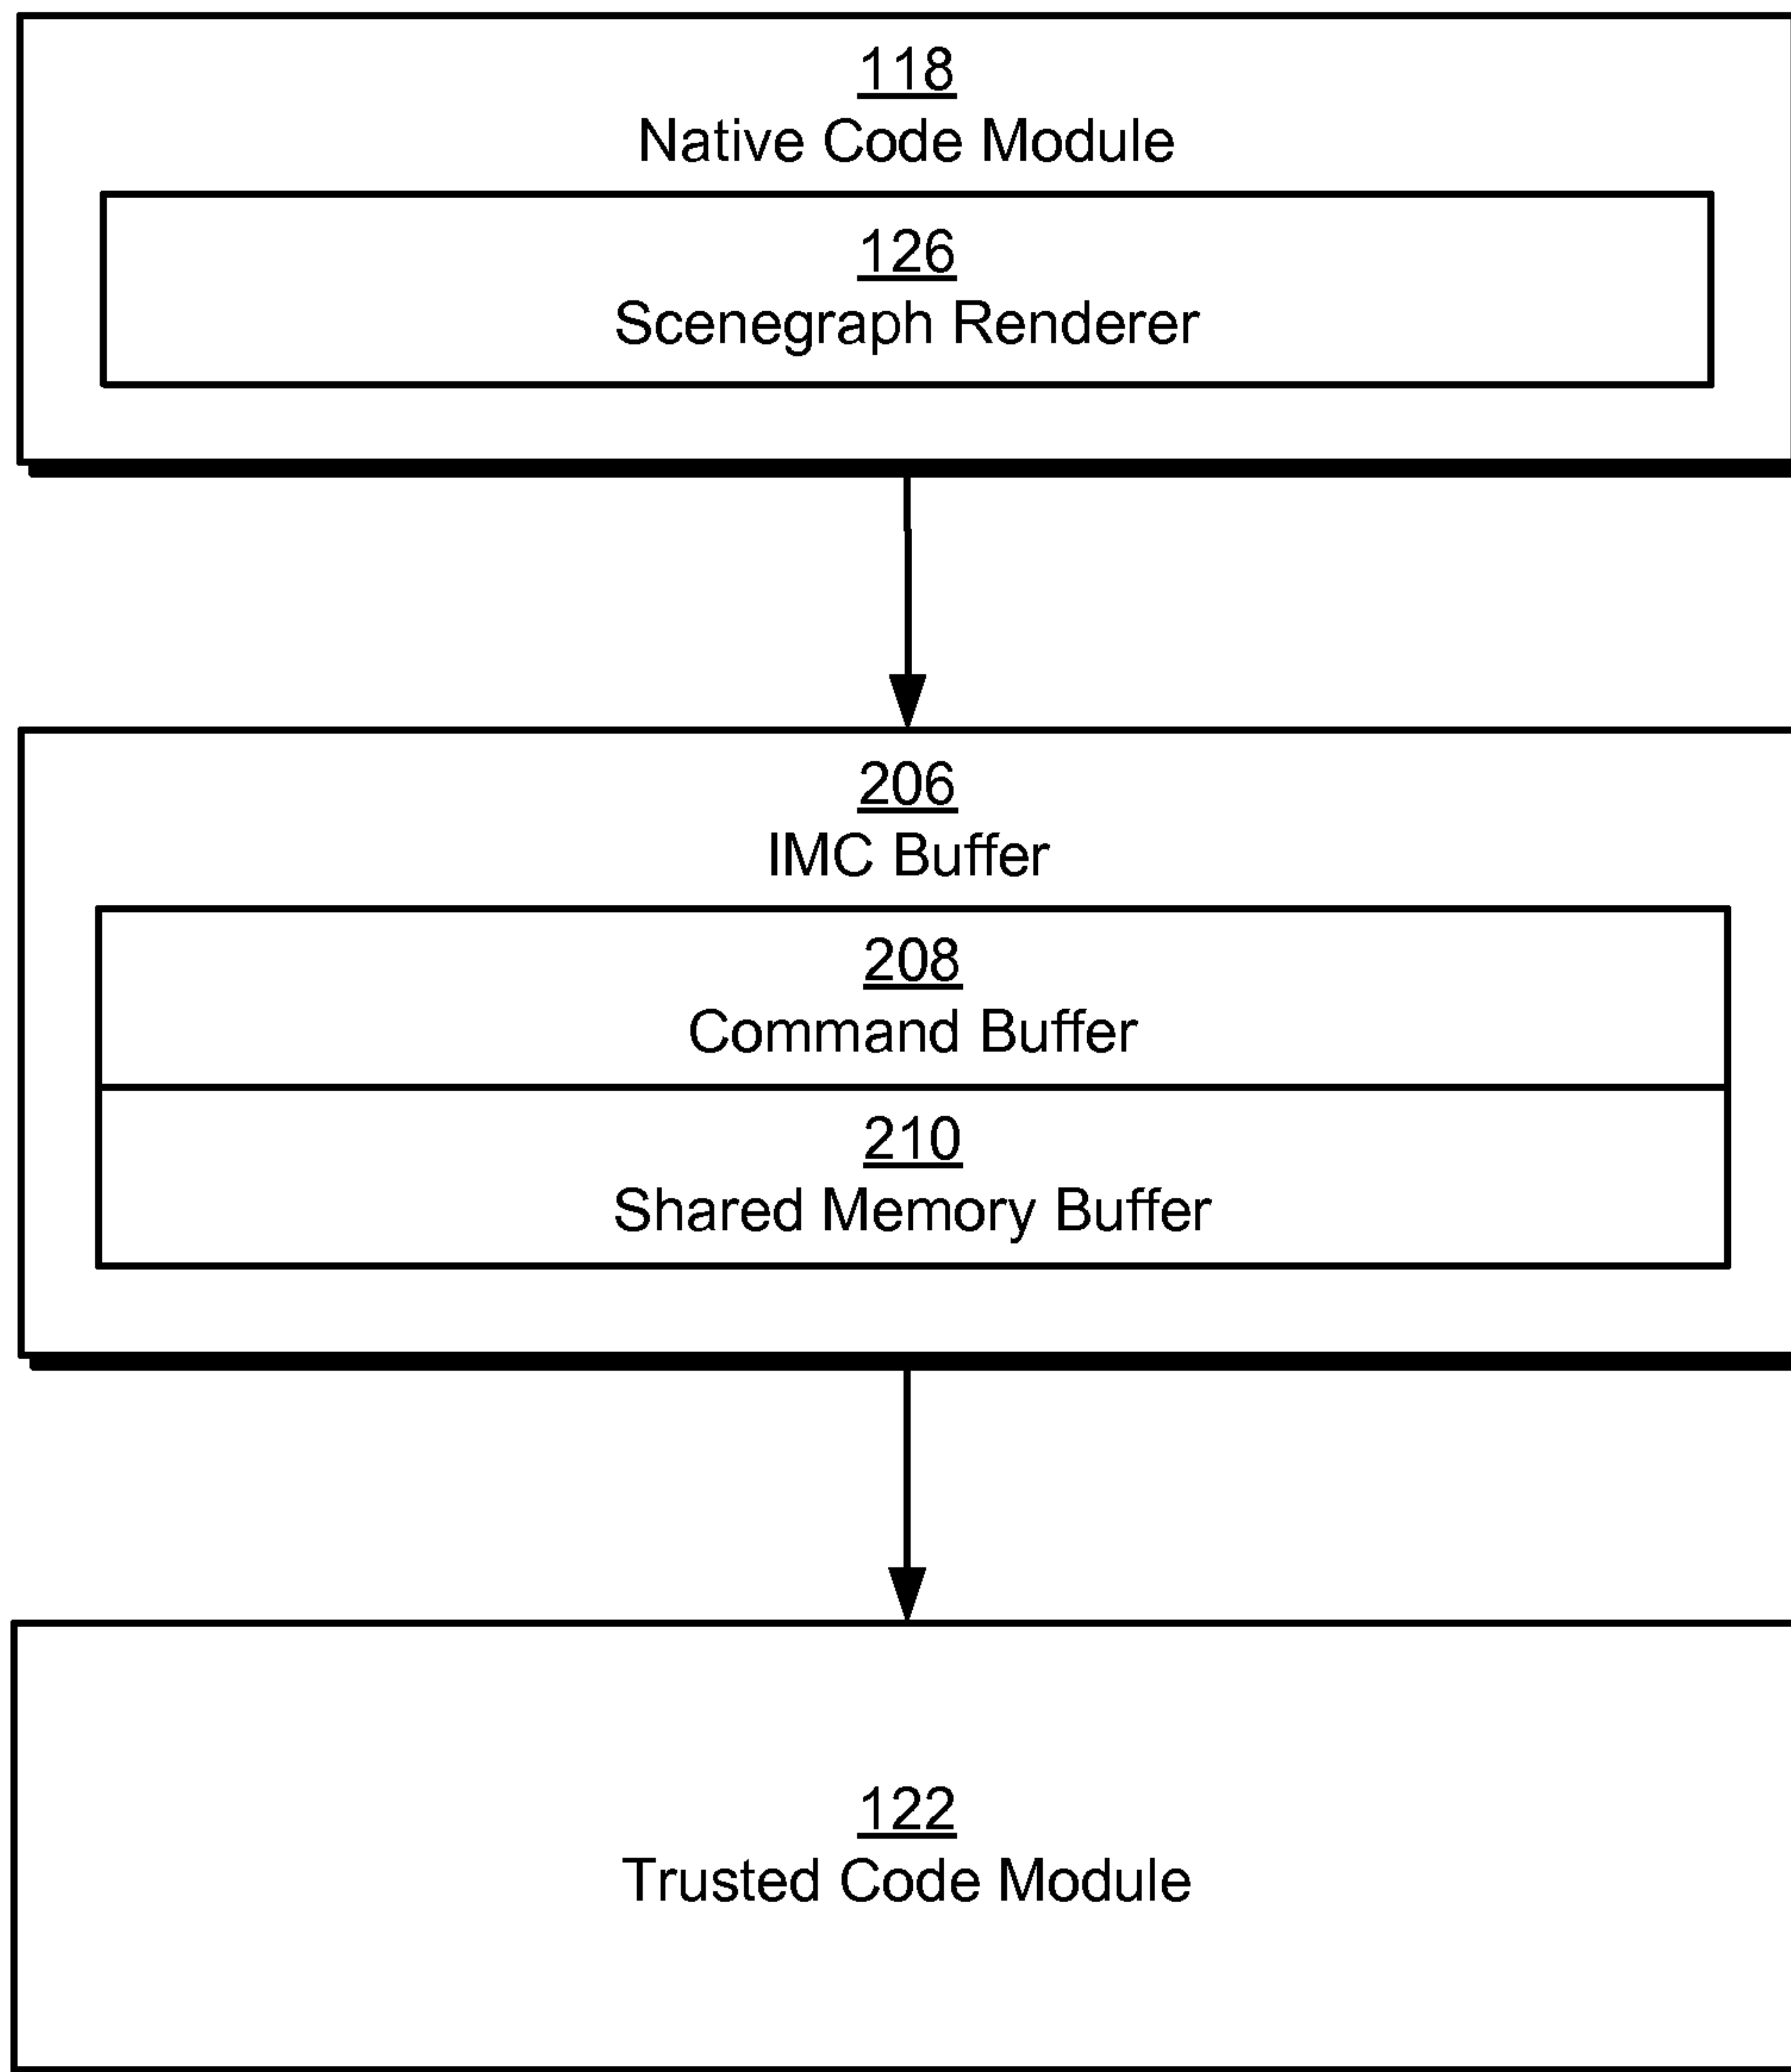 118
Native Code Module
126
Scenegraph Renderer
206
IMC Buffer
208
Command Buffer
210
Shared Memory Buffer
122
Trusted Code Module